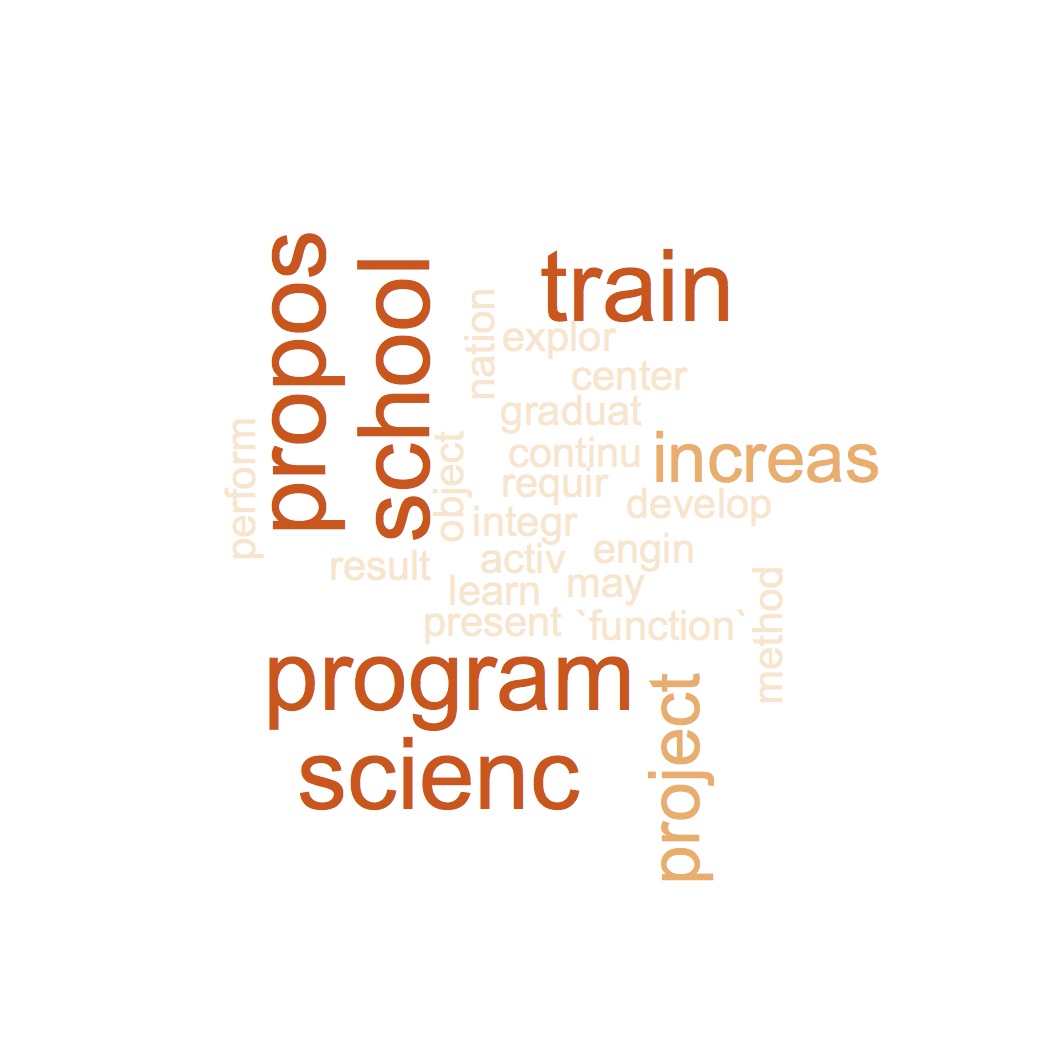 propos
school
train
nation
explor
center
graduat
perform
object
continu
increas
requir
develop
integr
result
activ
engin
learn
may
present
`function`
method
program
project
scienc